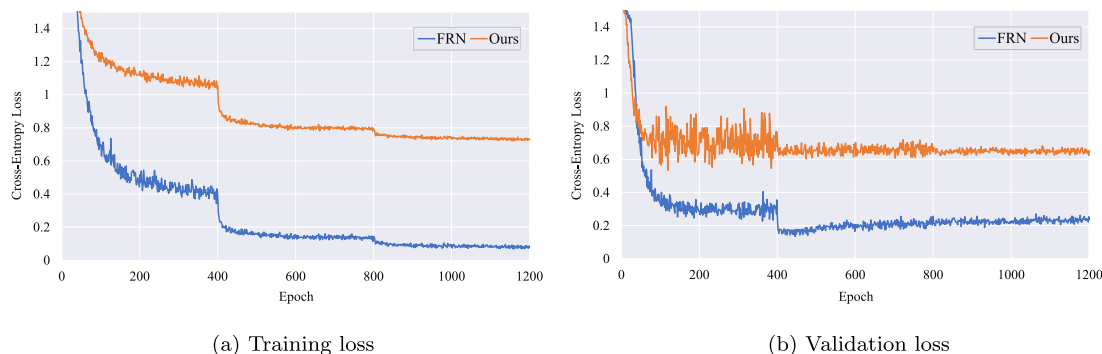 1.4
1.2
1
0.8
0.6
0.4
0.2
0
0 200 400 600 800 1000 1200
Cross-Entropy Loss
Epoch
FRN Ours
(a) Training loss
1.4
1.2
1
0.8
0.6
0.4
0.2
0
0 200 400 600 800 1000 1200
Cross-Entropy Loss
Epoch
FRN Ours
(b) Validation loss